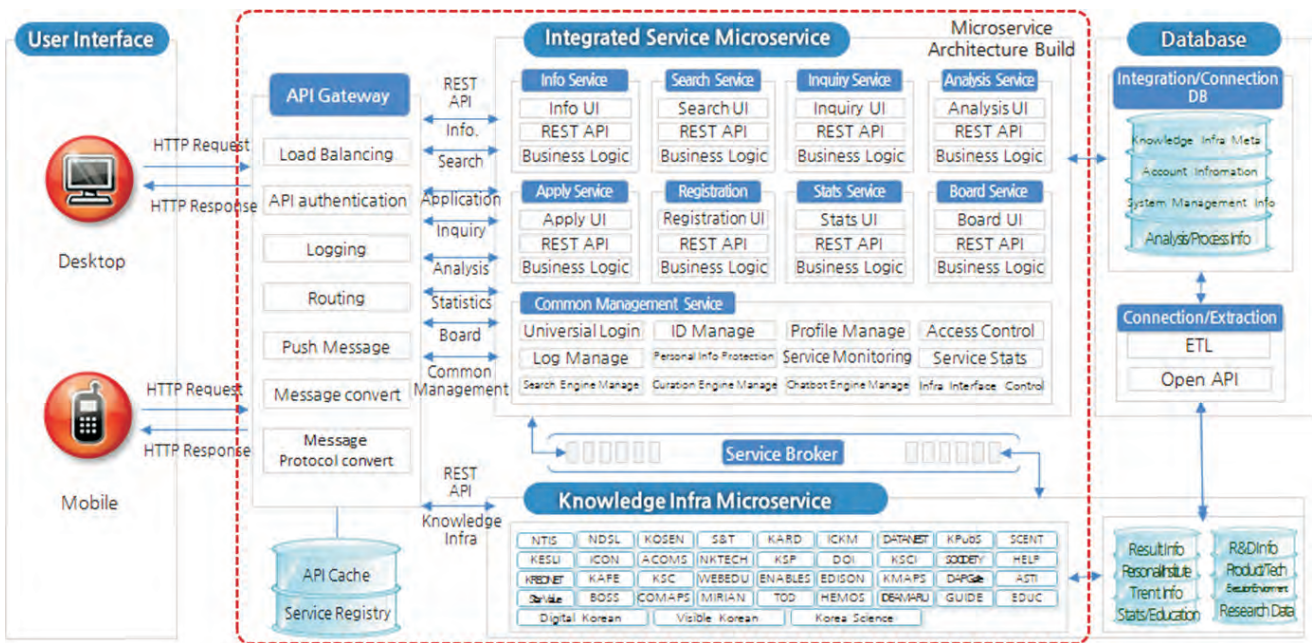 User Interface
HTTP Request
HTTP Response
Desktop
HTTP Request
HTTP Response
Mobile
API Gateway
Load Balancing
API authentication
Logging
Routing
Push Message
Message convert
Message
Protocol convert
API Cache
Service Registry
REST
API
Info.
Search
Application
Inquiry
Analysis
Statistics
Board
Common
Management
REST
API
Knowledge
Infra
Integrated Service Microservice
Microservice
Architecture Build
Info Service
Info UI
REST API
Business Logic
Search Service
Search UI
REST API
Business Logic
Inquiry Service
Inquiry UI
REST API
Business Logic
Analysis Service
Analysis UI
REST API
Business Logic
Apply Service
Apply UI
REST API
Business Logic
Registration
Registration UI
REST API
Business Logic
Stats Service
Stats UI
REST API
Business Logic
Board Service
Board UI
REST API
Business Logic
Common Management Service
Universial Login ID Manage Profile Manage Access Control
Log Manage Personal Info Protection Service Monitoring Service Stats
Search Engine Manage Curation Engine Manage Chatbot Engine Manage Infra Interface Control
Service Broker
Knowledge Infra Microservice
NTIS NDSL KOSEN S&T KARD ICKM DATANEST KPubS SCENT
KESLI ICON ACOMS NKTECH KSP DOI KSCI SOCIETY HELP
KREONET KAFE KSC WEBEDU ENABLES EDISON KMAPS ASTI
StarValue BOSS COMAPS MIRIAN TOD HEMOS IDEAMARU GUIDE EDUC
Digital Korean Visible Korean Korea Science
Database
Integration/Connection
DB
Knowledge Infra Meta
Account Infromation
System Management Info
Analysis/Process Info
Connection/Extraction
ETL
Open API
Result Info
Trent Info
Stats/Education
R&D Info
Product/Tech
Research Data